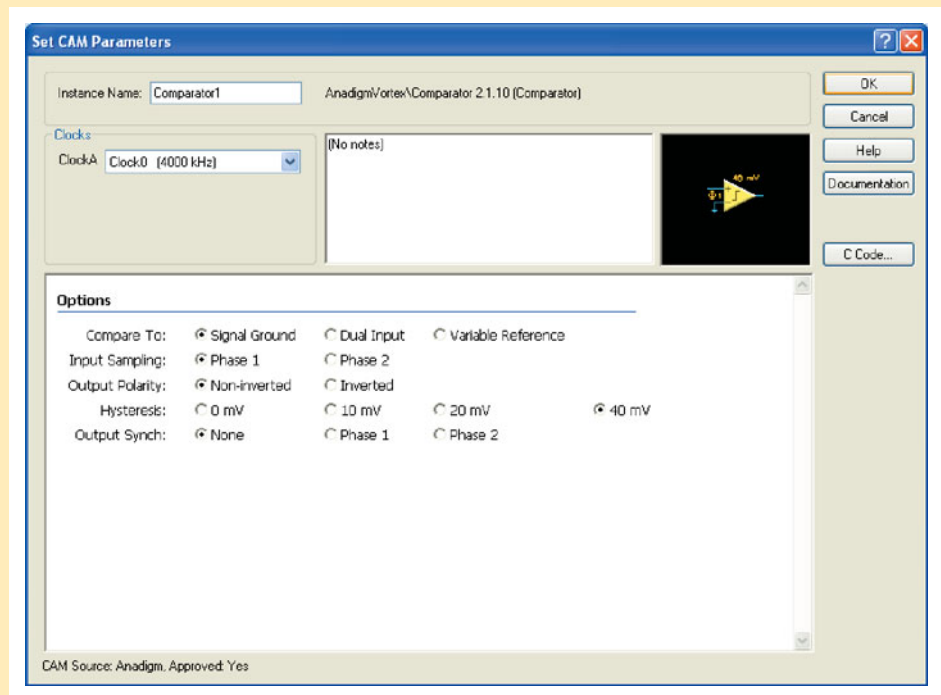 Set CAM Parameters
Instance Name: Comparator1 AnadigmVortex\Comparator 2.1.10 (Comparator)
OK
Cancel
Help
Documentation
C Code...
Clocks
ClockA Clock0 (4000 kHz)
(No notes)
40 mV
Φ1
Options
Compare To: Signal Ground Dual Input Variable Reference
Input Sampling: Phase 1 Phase 2
Output Polarity: Non-inverted Inverted
Hysteresis: 0 mV 10 mV 20 mV 40 mV
Output Synch: None Phase 1 Phase 2
CAM Source: Anadigm, Approved: Yes